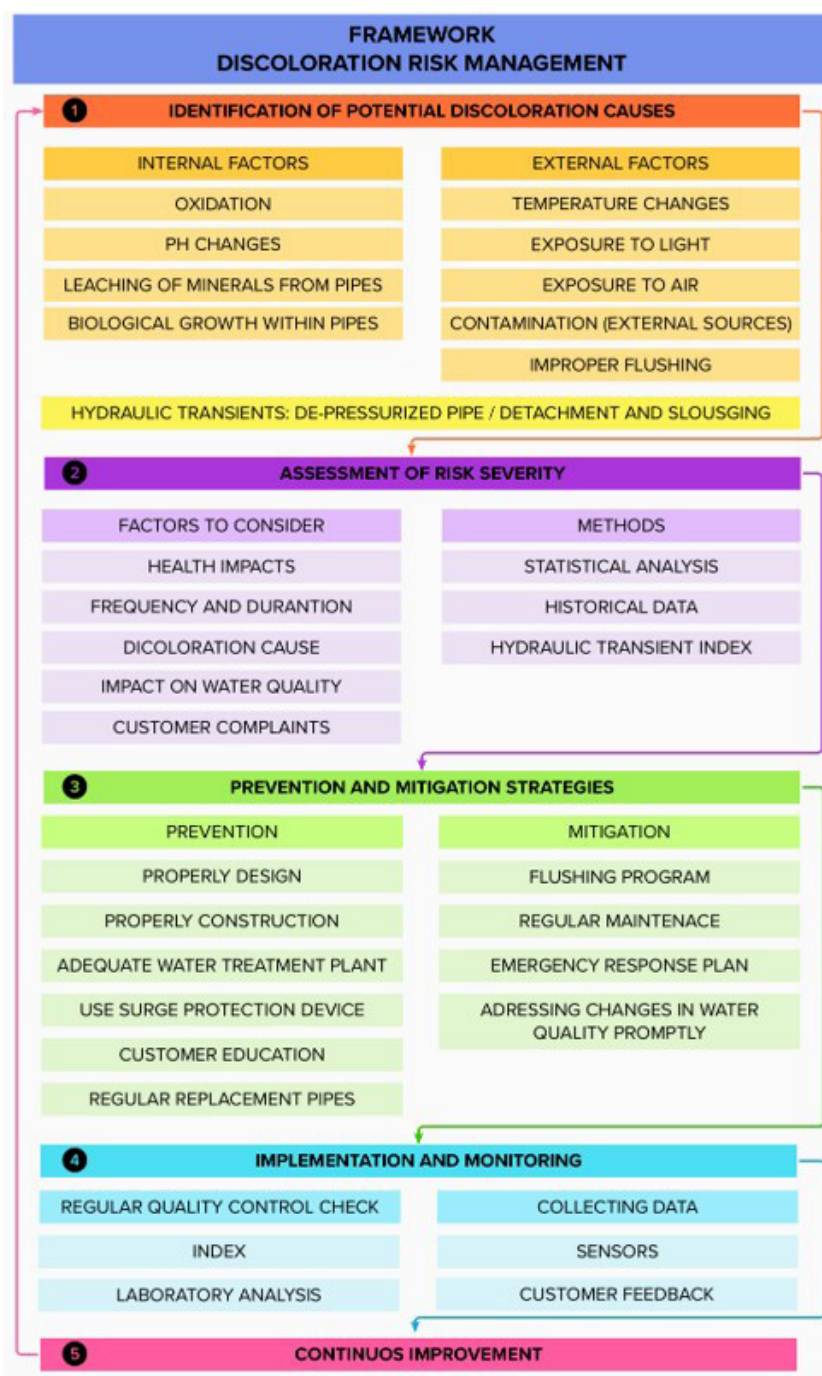 FRAMEWORK
DISCOLORATION RISK MANAGEMENT
1 IDENTIFICATION OF POTENTIAL DISCOLORATION CAUSES
INTERNAL FACTORS
OXIDATION
PH CHANGES
LEACHING OF MINERALS FROM PIPES
BIOLOGICAL GROWTH WITHIN PIPES
EXTERNAL FACTORS
TEMPERATURE CHANGES
EXPOSURE TO LIGHT
EXPOSURE TO AIR
CONTAMINATION (EXTERNAL SOURCES)
IMPROPER FLUSHING
HYDRAULIC TRANSIENTS: DE-PRESSURIZED PIPE / DETACHMENT AND SLOUSGING
2 ASSESSMENT OF RISK SEVERITY
FACTORS TO CONSIDER
HEALTH IMPACTS
FREQUENCY AND DURANTION
DICOLORATION CAUSE
IMPACT ON WATER QUALITY
CUSTOMER COMPLAINTS
METHODS
STATISTICAL ANALYSIS
HISTORICAL DATA
HYDRAULIC TRANSIENT INDEX
3 PREVENTION AND MITIGATION STRATEGIES
PREVENTION
PROPERLY DESIGN
PROPERLY CONSTRUCTION
ADEQUATE WATER TREATMENT PLANT
USE SURGE PROTECTION DEVICE
CUSTOMER EDUCATION
REGULAR REPLACEMENT PIPES
MITIGATION
FLUSHING PROGRAM
REGULAR MAINTENACE
EMERGENCY RESPONSE PLAN
ADRESSING CHANGES IN WATER
QUALITY PROMPTLY
4 IMPLEMENTATION AND MONITORING
REGULAR QUALITY CONTROL CHECK
INDEX
LABORATORY ANALYSIS
COLLECTING DATA
SENSORS
CUSTOMER FEEDBACK
5 CONTINUOS IMPROVEMENT